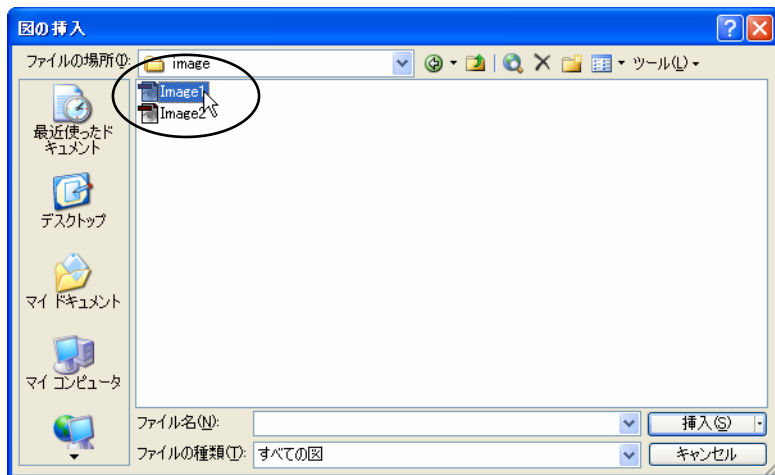 図の挿入
ファイルの場所(I):
image
ツール(L)
Image1
Image2
最近使ったド
キュメント
デスクトップ
マイ ドキュメント
マイ コンピュータ
ファイル名(N):
挿入(S)
ファイルの種類(T):
すべての図
キャンセル